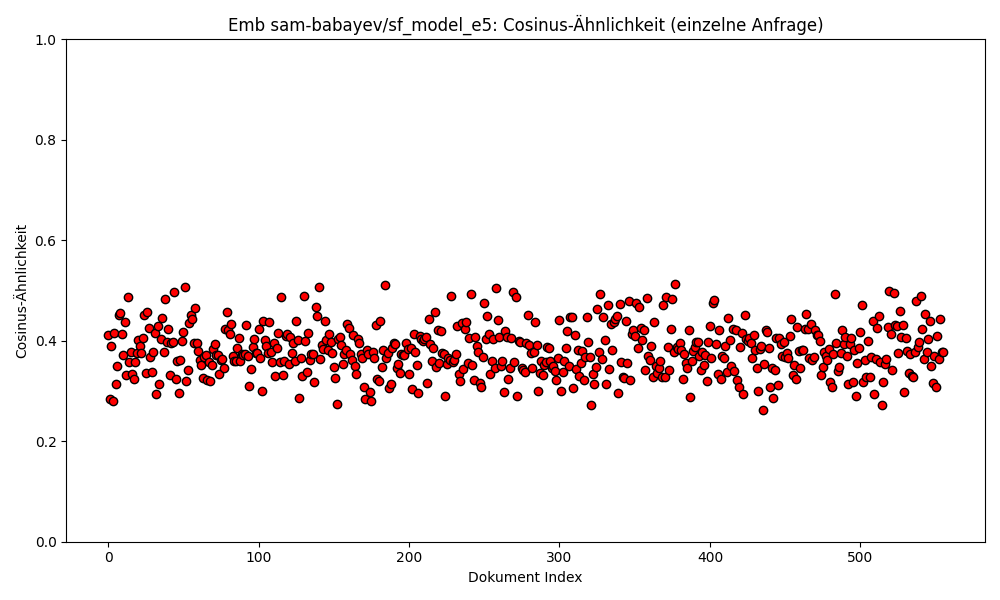 Emb sam-babayev/sf_model_e5: Cosinus-Ähnlichkeit (einzelne Anfrage)
1.0
0.8
0.6
0.4
0.2
0.0
Cosinus-Ähnlichkeit
0 100 200 300 400 500
Dokument Index